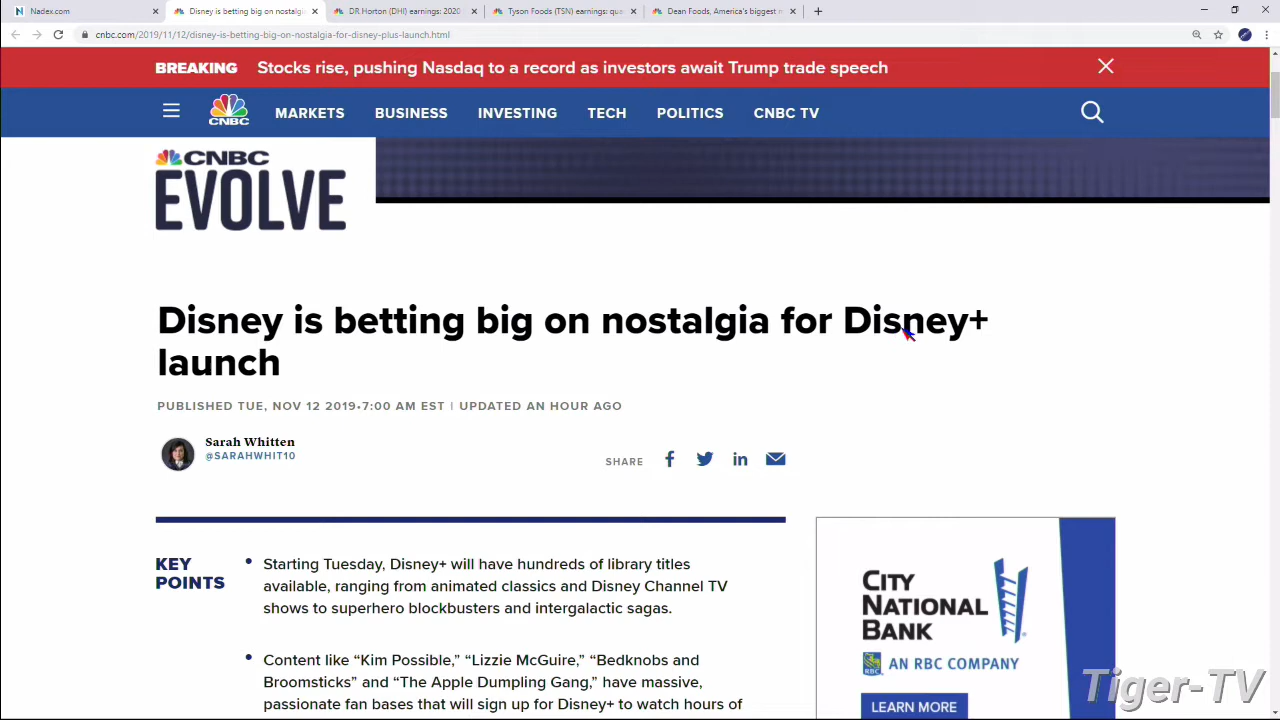 Nadex.com
Disney is betting big on nostalgi
DR Horton (DHI) earnings: 2020
Tyson Foods (TSN) earnings: que
Dean Foods, America's biggest m
cnbc.com/2019/11/12/disney-is-betting-big-on-nostalgia-for-disney-plus-launch.html
BREAKING Stocks rise, pushing Nasdaq to a record as investors await Trump trade speech
CNBC MARKETS BUSINESS INVESTING TECH POLITICS CNBC TV
CNBC
EVOLVE
Disney is betting big on nostalgia for Disney+
launch
PUBLISHED TUE, NOV 12 2019•7:00 AM EST | UPDATED AN HOUR AGO
Sarah Whitten
@SARAHWHIT10
SHARE
KEY
POINTS
• Starting Tuesday, Disney+ will have hundreds of library titles
available, ranging from animated classics and Disney Channel TV
shows to superhero blockbusters and intergalactic sagas.
• Content like “Kim Possible,” “Lizzie McGuire,” “Bedknobs and
Broomsticks” and “The Apple Dumpling Gang,” have massive,
passionate fan bases that will sign up for Disney+ to watch hours of
CITY
NATIONAL
BANK
RBC AN RBC COMPANY
LEARN MORE
Tiger-TV